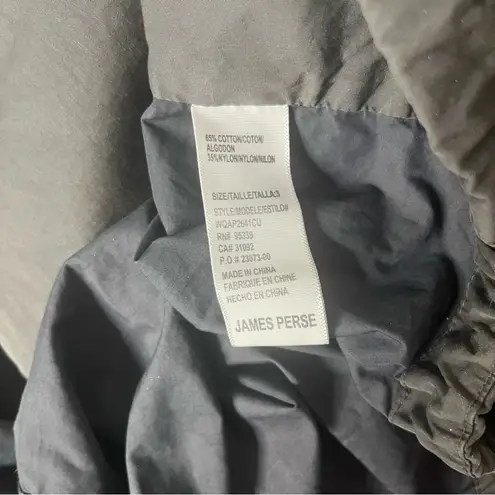 65% COTTON/COTON/
ALGODON
35%NYLON/NYLON/NILON
SIZE/TAILLE/TALLA:3
STYLE/MODELE/ESTILO#
WQAP2641CU
RN# 95339
CA# 31092
P.O.# 23073-00
MADE IN CHINA
FABRIQUE EN CHINE
HECHO EN CHINA
JAMES PERSE